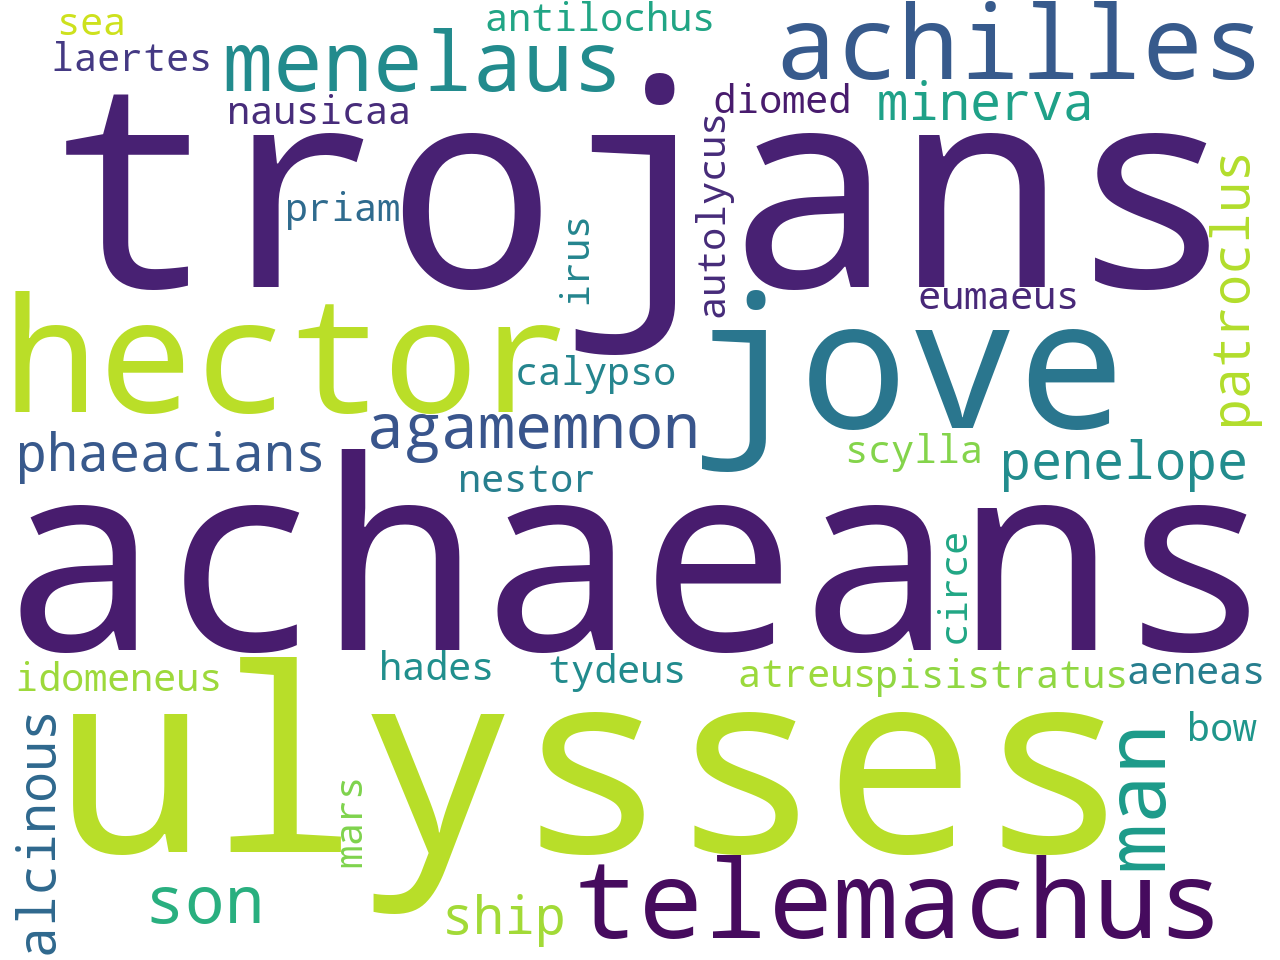 sea
antilochus
achilles
laertes
menelaus
nausicaa
diomed
minerva
trojans
autolycus
patroclus
priam
irus
eumaeus
hector
jove
calypso
agamemnon
phaeacians
scylla
penelope
nestor
achaeans
circe
idomeneus
hades
tydeus
atreus
pisistratus
aeneas
ulysses
alcinous
bow
man
mars
son
ship
telemachus